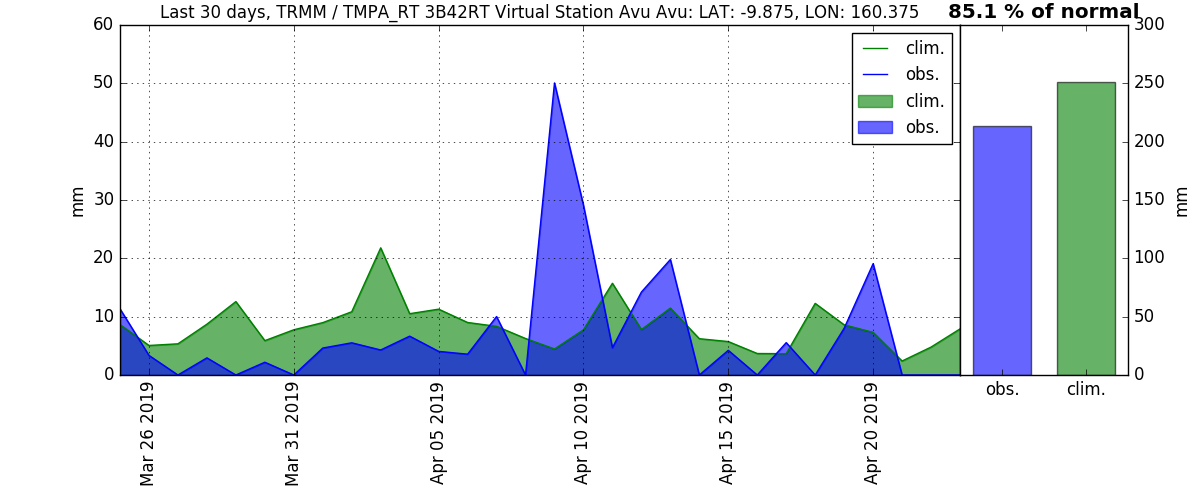 Last 30 days, TRMM / TMPA_RT 3B42RT Virtual Station Avu Avu: LAT: -9.875, LON: 160.375
85.1 % of normal
60
50
40
30
20
10
0
mm
clim.
obs.
clim.
obs.
300
250
200
150
100
50
0
mm
Mar 26 2019
Mar 31 2019
Apr 05 2019
Apr 10 2019
Apr 15 2019
Apr 20 2019
obs.
clim.